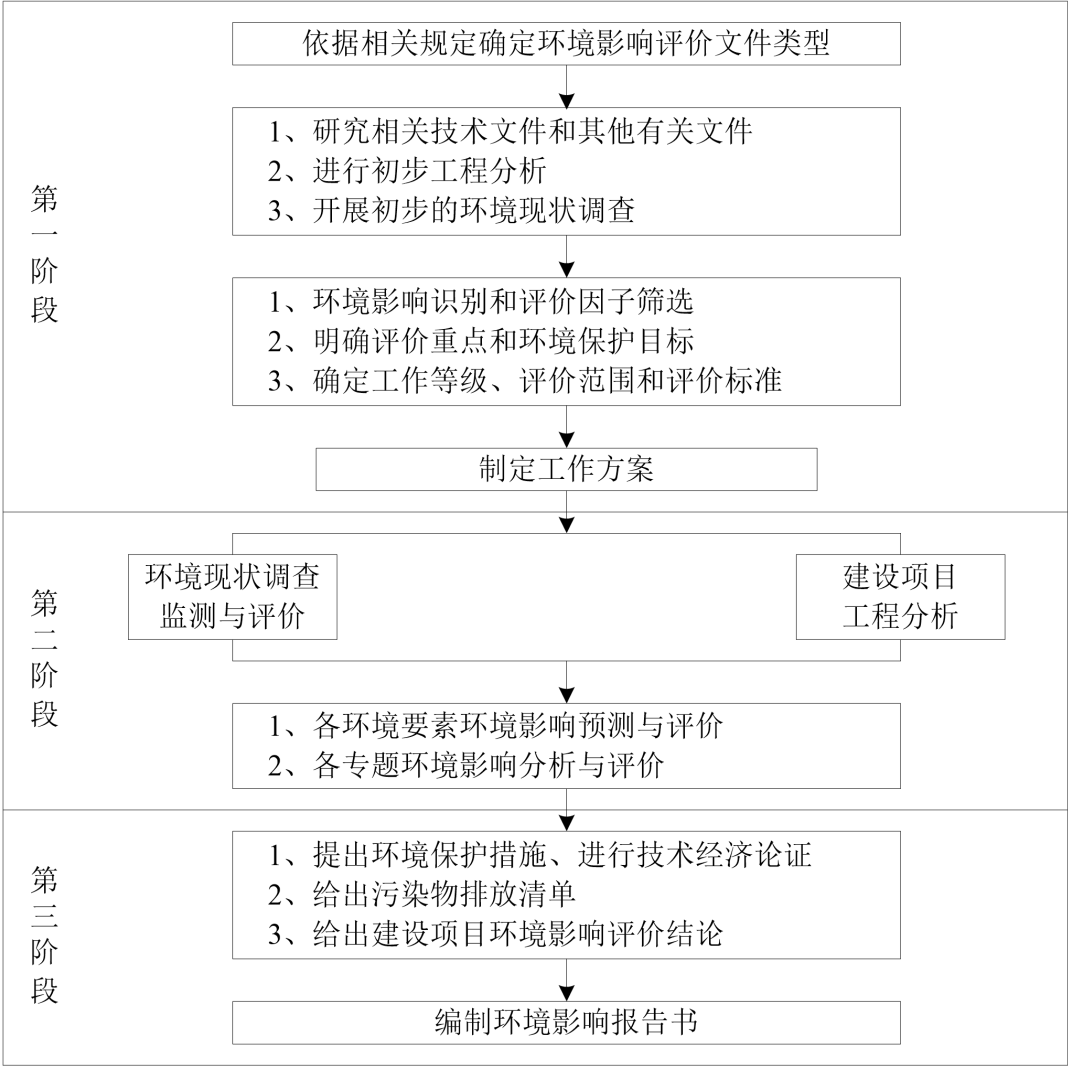 依据相关规定确定环境影响评价文件类型
1、研究相关技术文件和其他有关文件
2、进行初步工程分析
3、开展初步的环境现状调查
第一阶段
1、环境影响识别和评价因子筛选
2、明确评价重点和环境保护目标
3、确定工作等级、评价范围和评价标准
制定工作方案
环境现状调查
监测与评价
建设项目
工程分析
第二阶段
1、各环境要素环境影响预测与评价
2、各专题环境影响分析与评价
1、提出环境保护措施、进行技术经济论证
2、给出污染物排放清单
3、给出建设项目环境影响评价结论
第三阶段
编制环境影响报告书